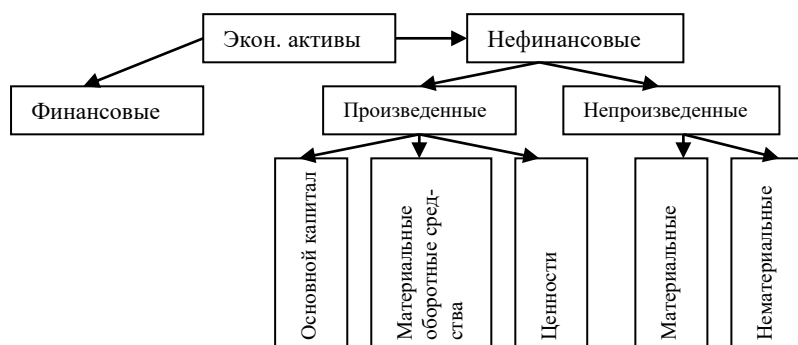 Экон. активы
Нефинансовые
Финансовые
Произведенные
Непроизведенные
Основной капитал
Материальные
оборотные сред-
ства
Ценности
Материальные
Нематериальные